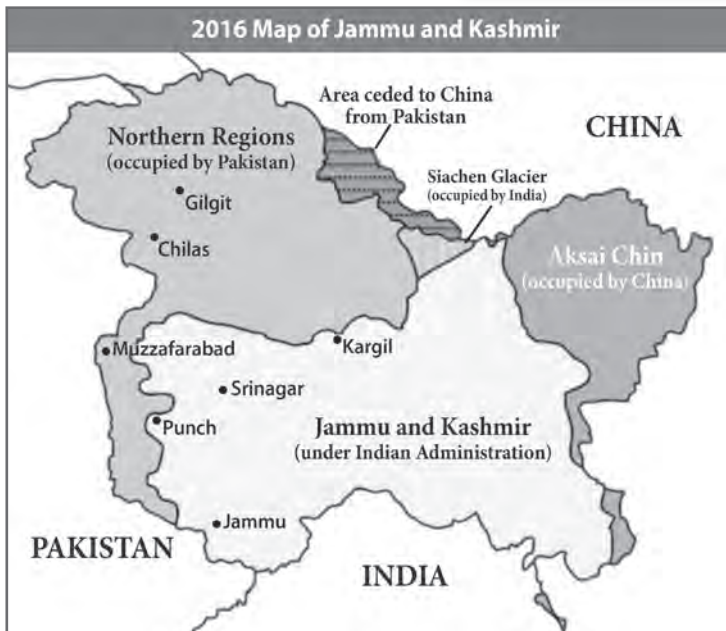 2016 Map of Jammu and Kashmir
Area ceded to China
from Pakistan
CHINA
Northern Regions
(occupied by Pakistan)
Siachen Glacier
(occupied by India)
Gilgit
Chilas
Aksai Chin
(occupied by China)
Muzzafarabad
Kargil
Srinagar
Punch
Jammu and Kashmir
(under Indian Administration)
Jammu
PAKISTAN
INDIA